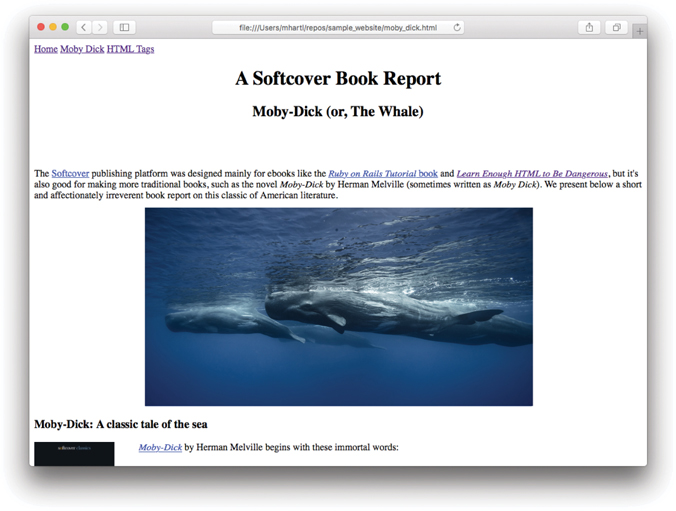 file:///Users/mhartl/repos/sample_website/moby_dick.html
Home Moby Dick HTML Tags
A Softcover Book Report
Moby-Dick (or, The Whale)
The Softcover publishing platform was designed mainly for ebooks like the Ruby on Rails Tutorial book and Learn Enough HTML to Be Dangerous, but it's
also good for making more traditional books, such as the novel Moby-Dick by Herman Melville (sometimes written as Moby Dick). We present below a short
and affectionately irreverent book report on this classic of American literature.
Moby-Dick: A classic tale of the sea
softcover classics
Moby-Dick by Herman Melville begins with these immortal words: